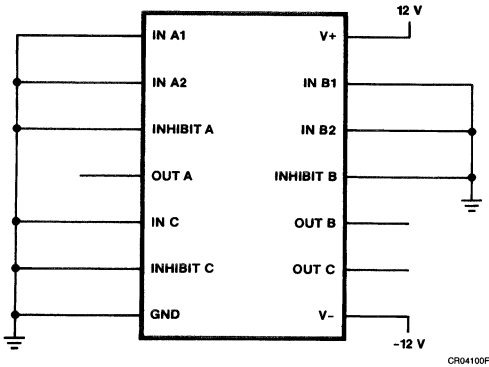 12 V
IN A1
V+
IN A2
IN B1
INHIBIT A
IN B2
OUT A
INHIBIT B
IN C
OUT B
INHIBIT C
OUT C
GND
V−
−12 V
CR04100F